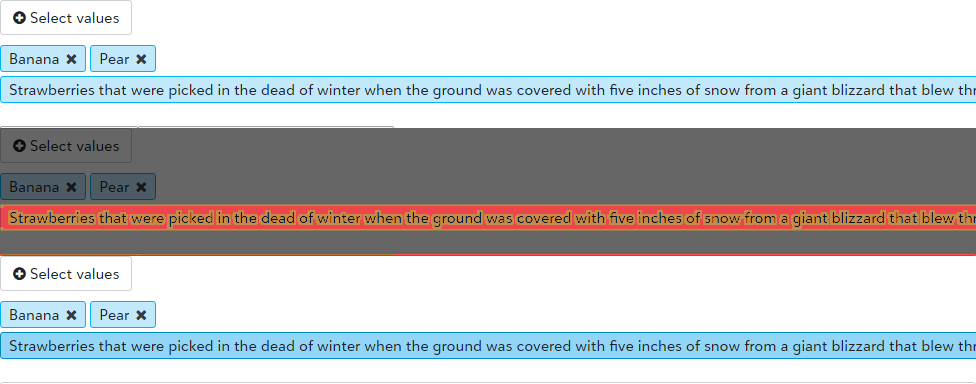 Select values
Banana Pear
Strawberries that were picked in the dead of winter when the ground was covered with five inches of snow from a giant blizzard that blew
Select values
Banana Pear
Strawberries that were picked in the dead of winter when the ground was covered with five inches of snow from a giant blizzard that blew
Select values
Banana Pear
Strawberries that were picked in the dead of winter when the ground was covered with five inches of snow from a giant blizzard that blew